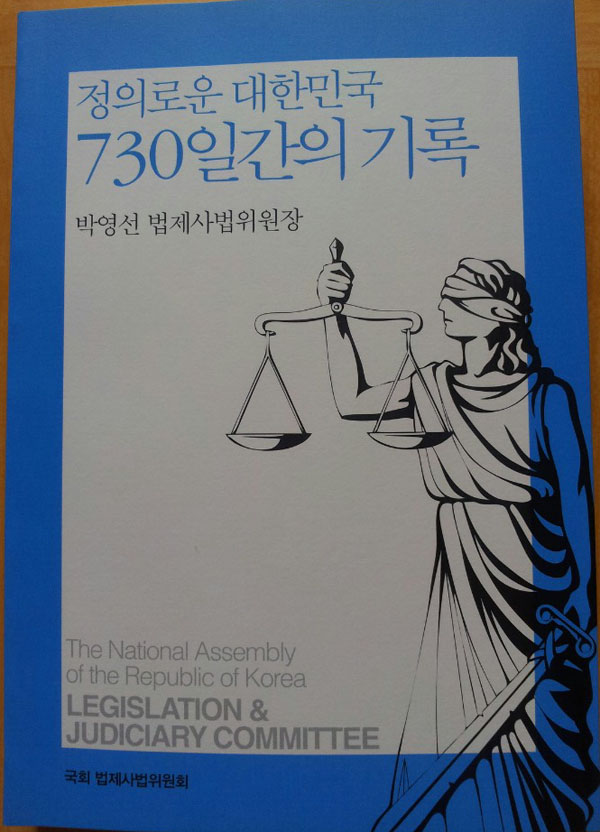 정의로운 대한민국
730일간의 기록
박영선 법제사법위원장
The National Assembly
of the Republic of Korea
LEGISLATION &
JUDICIARY COMMITTEE
국회 법제사법위원회